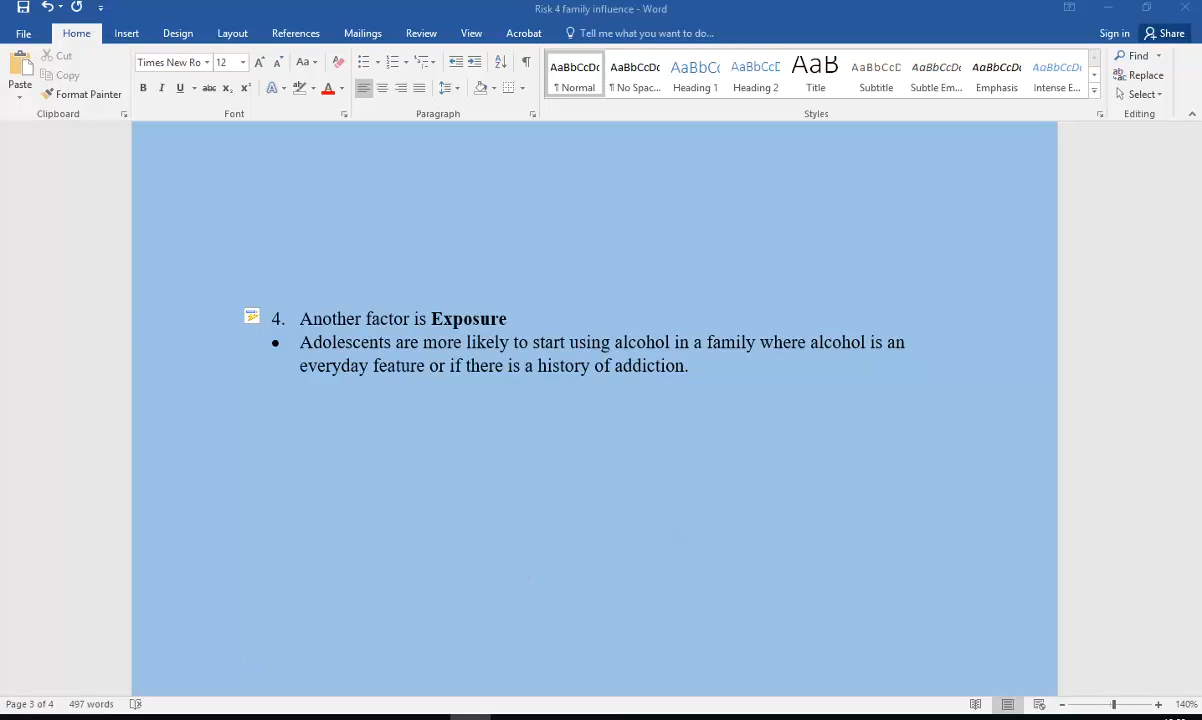 Risk 4 family influence - Word
File Home Insert Design Layout References Mailings Review View Acrobat Tell me what you want to do... Sign in Share
Paste
Cut
Copy
Format Painter
Clipboard
Times New Ro 12
Font
Paragraph
AaBbCcDc AaBbCcDc AaBbCc AaBbCcD AaB AaBbCcD AaBbCcDc AaBbCcDc AaBbCcDc
¶ Normal ¶ No Spac... Heading 1 Heading 2 Title Subtitle Subtle Em... Emphasis Intense E...
Styles
Find
Replace
Select
Editing
4. Another factor is Exposure
• Adolescents are more likely to start using alcohol in a family where alcohol is an
everyday feature or if there is a history of addiction.
Page 3 of 4 497 words 140%